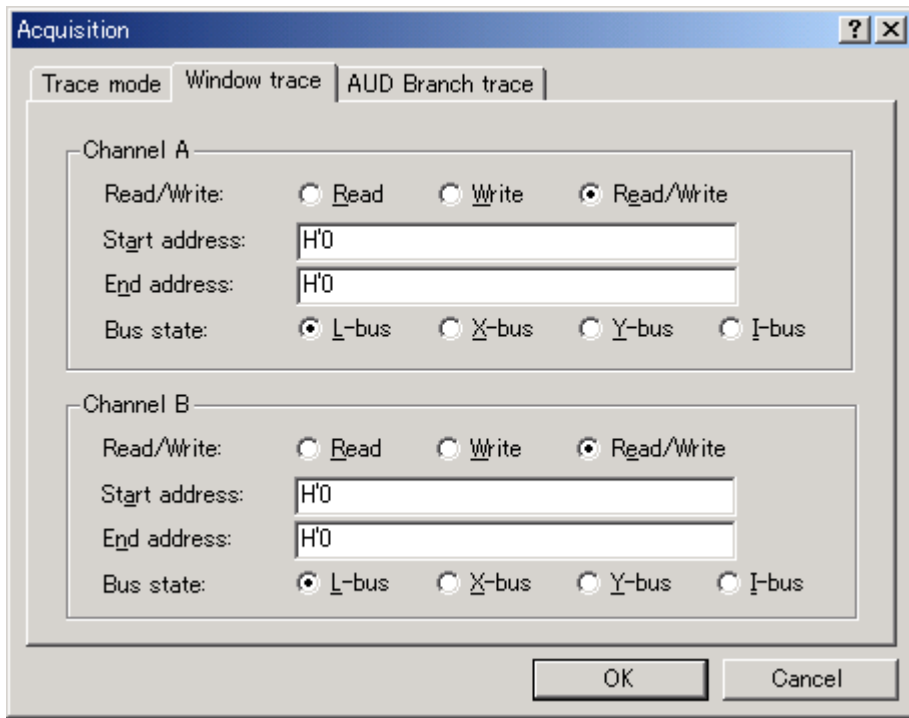 Acquisition
Trace mode Window trace AUD Branch trace
Channel A
Read/Write: Read Write Read/Write
Start address: H'0
End address: H'0
Bus state: L-bus X-bus Y-bus I-bus
Channel B
Read/Write: Read Write Read/Write
Start address: H'0
End address: H'0
Bus state: L-bus X-bus Y-bus I-bus
OK Cancel